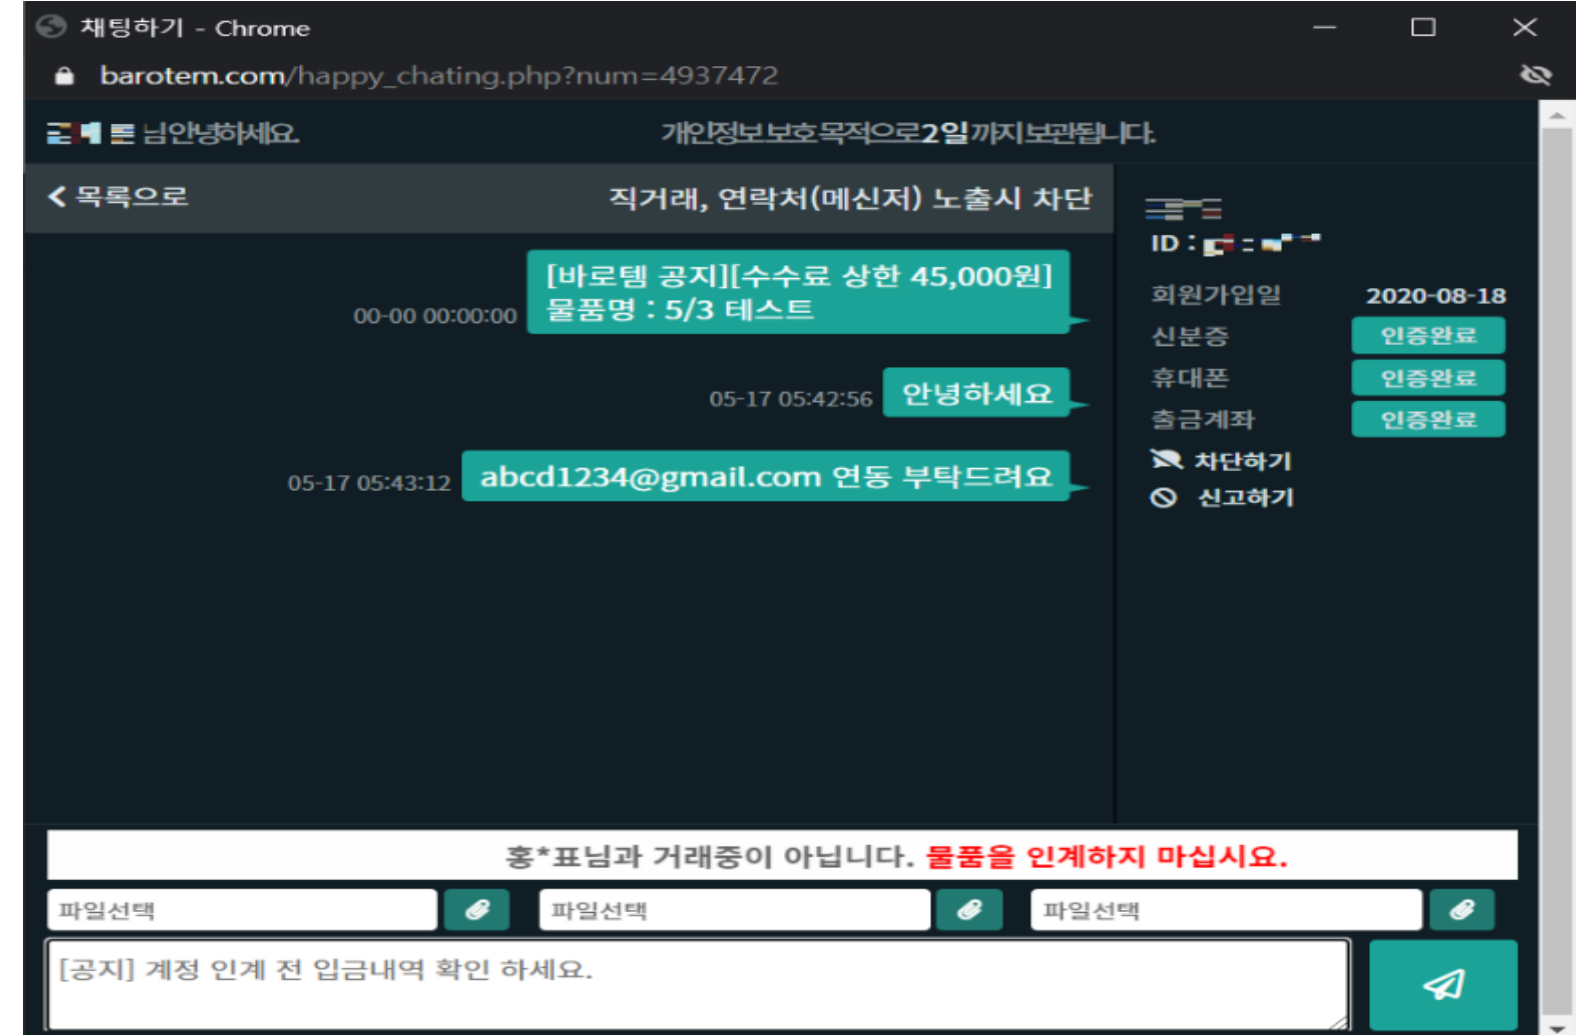 채팅하기 - Chrome
barotem.com/happy_chating.php?num=4937472
님안녕하세요.
개인정보 보호 목적으로 2일까지 보관됩니다.
목록으로
직거래, 연락처(메신저) 노출시 차단
[바로템 공지][수수료 상한 45,000원]
물품명 : 5/3 테스트
00-00 00:00:00
05-17 05:42:56 안녕하세요
05-17 05:43:12 abcd1234@gmail.com 연동 부탁드려요
ID :
회원가입일 2020-08-18
신분증 인증완료
휴대폰 인증완료
출금계좌 인증완료
차단하기
신고하기
홍*표님과 거래중이 아닙니다. 물품을 인계하지 마십시요.
파일선택 파일선택 파일선택
[공지] 계정 인계 전 입금내역 확인 하세요.